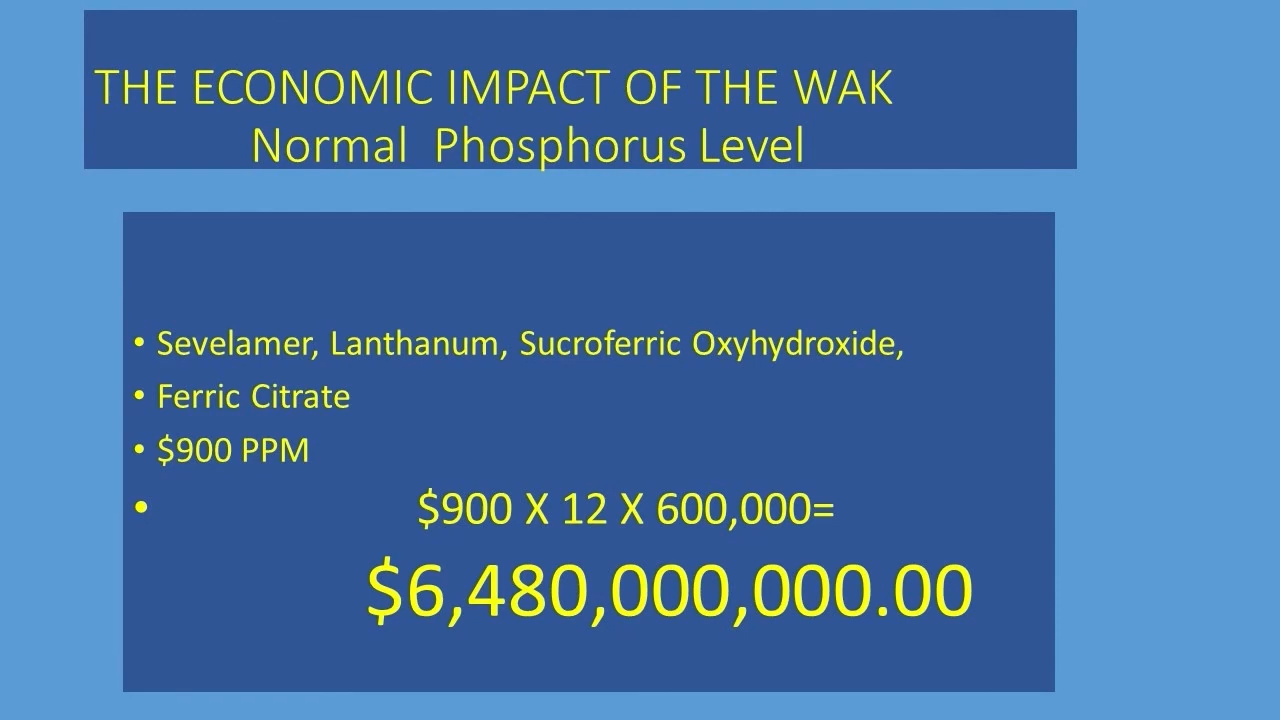 THE ECONOMIC IMPACT OF THE WAK
Normal Phosphorus Level
• Sevelamer, Lanthanum, Sucroferric Oxyhydroxide,
• Ferric Citrate
• $900 PPM
• $900 X 12 X 600,000=
$6,480,000,000.00